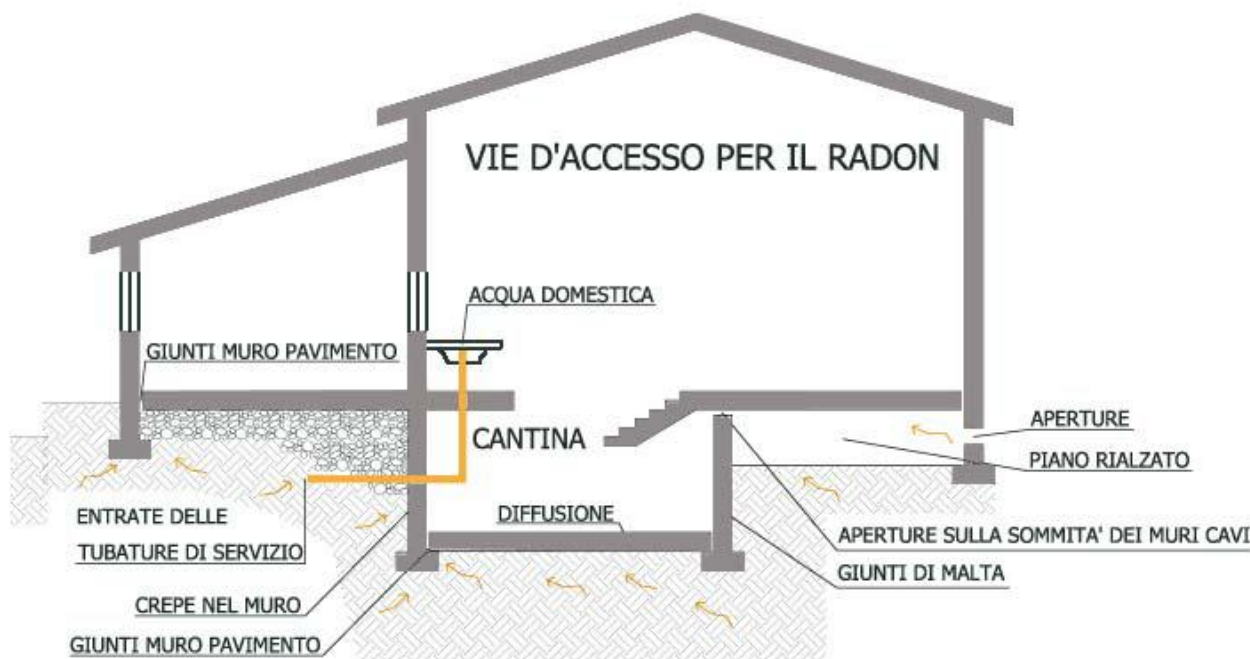 VIE D'ACCESSO PER IL RADON
ACQUA DOMESTICA
GIUNTI MURO PAVIMENTO
CANTINA
APERTURE
PIANO RIALZATO
ENTRATE DELLE
TUBATURE DI SERVIZIO
DIFFUSIONE
APERTURE SULLA SOMMITA' DEI MURI CAVI
GIUNTI DI MALTA
CREPE NEL MURO
GIUNTI MURO PAVIMENTO